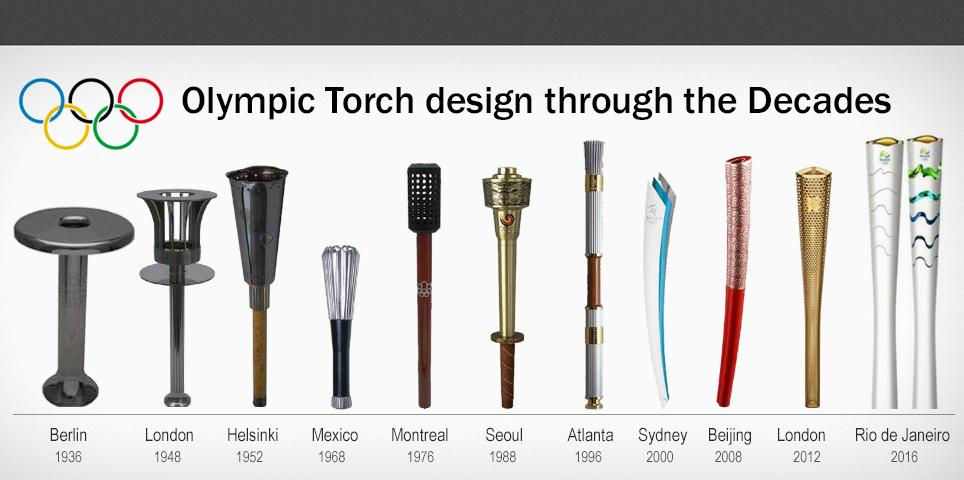 Olympic Torch design through the Decades
Berlin
1936
London
1948
Helsinki
1952
Mexico
1968
Montreal
1976
Seoul
1988
Atlanta
1996
Sydney
2000
Beijing
2008
London
2012
Rio de Janeiro
2016